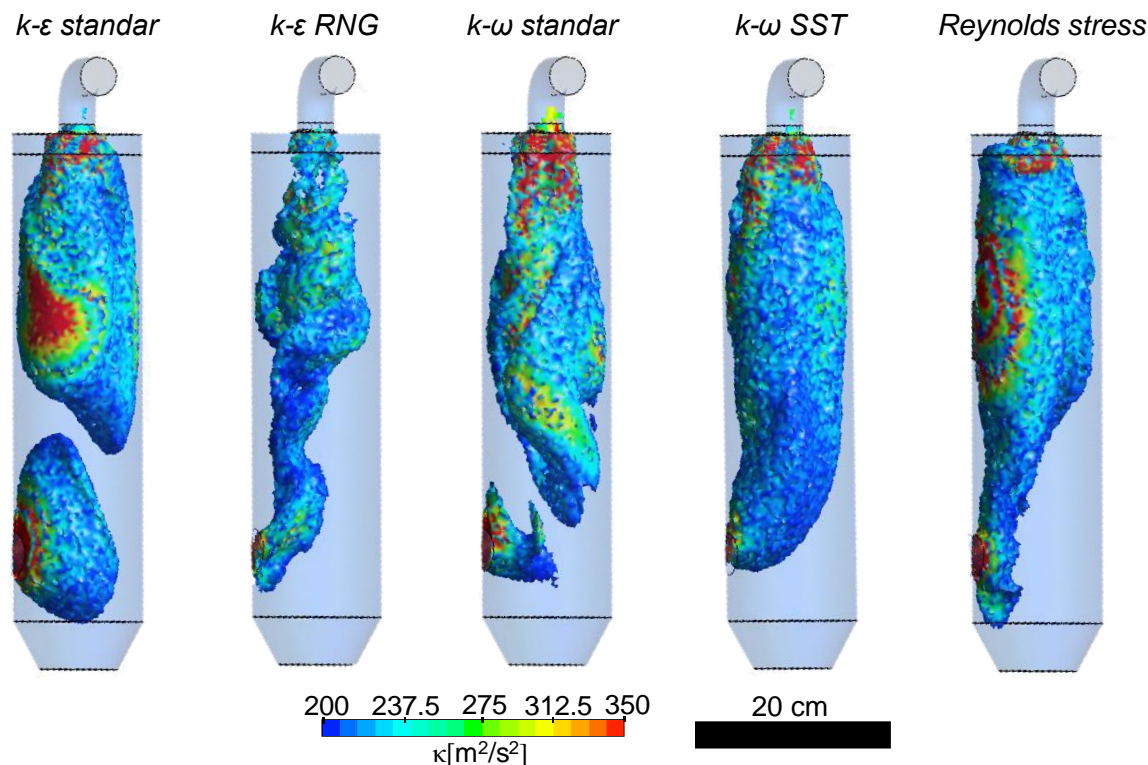 k-ε standar k-ε RNG k-ω standar k-ω SST Reynolds stress
200 237.5 275 312.5 350
κ[m²/s²]
20 cm